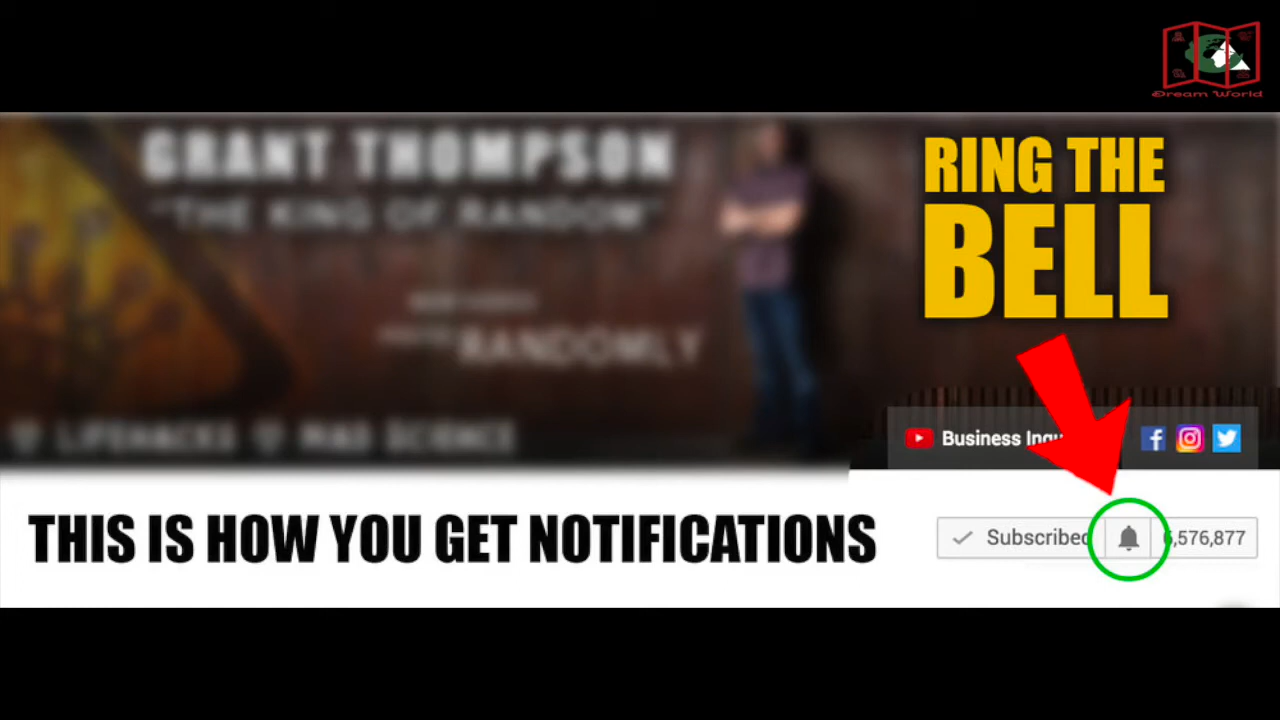 Dream World
GRANT THOMPSON
"THE KING OF RANDOM"
RANDOMLY
LIFEHACKS MAD SCIENCE
RING THE
BELL
Business Inqu
THIS IS HOW YOU GET NOTIFICATIONS
Subscribed
,576,877